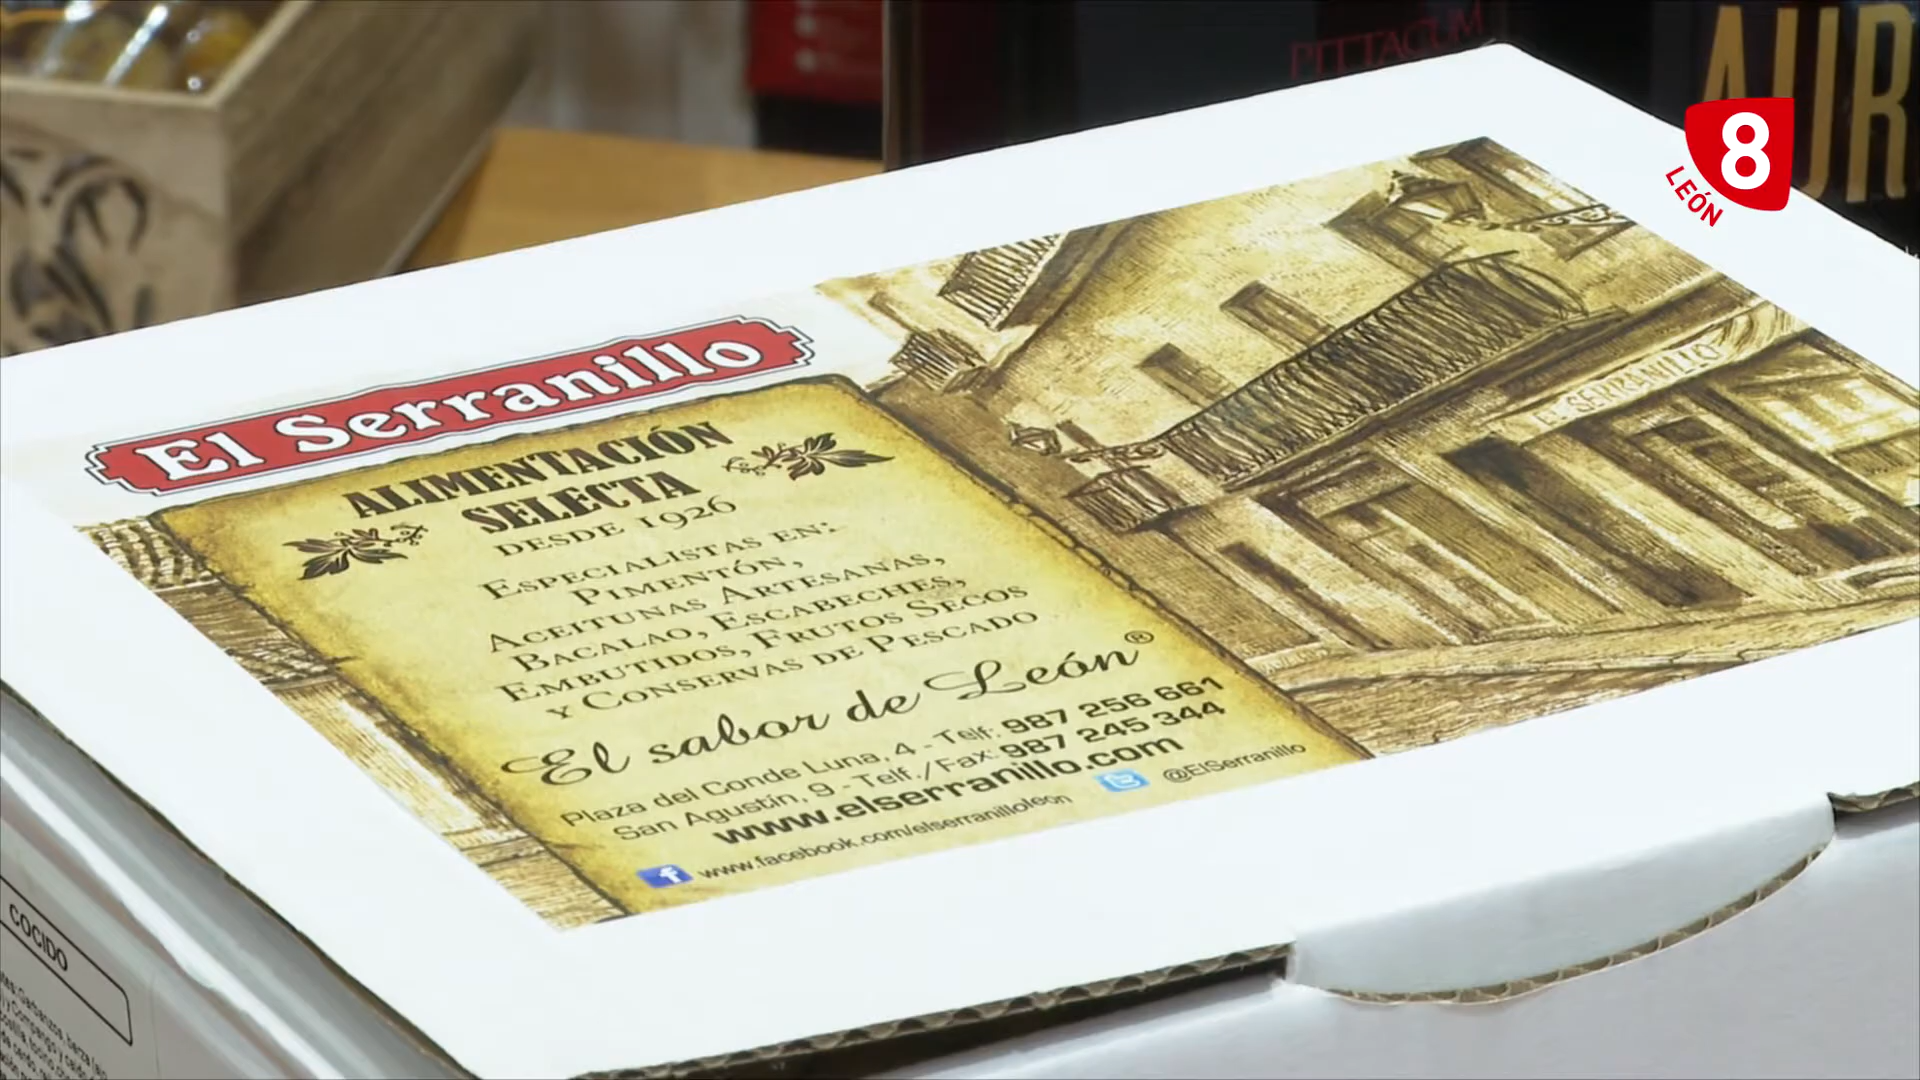 PITTACUM
AUR
8
LEÓN
El Serranillo
ALIMENTACIÓN
SELECTA
DESDE 1926
ESPECIALISTAS EN:
PIMENTÓN,
ACEITUNAS ARTESANAS,
BACALAO, ESCABECHES,
EMBUTIDOS, FRUTOS SECOS
Y CONSERVAS DE PESCADO
El sabor de León®
Plaza del Conde Luna, 4 - Telf: 987 256 661
San Agustín, 9 - Telf./Fax: 987 245 344
www.elserranillo.com
www.facebook.com/elserranilloleon
@ElSerranillo
EL SERRANILLO
COCIDO